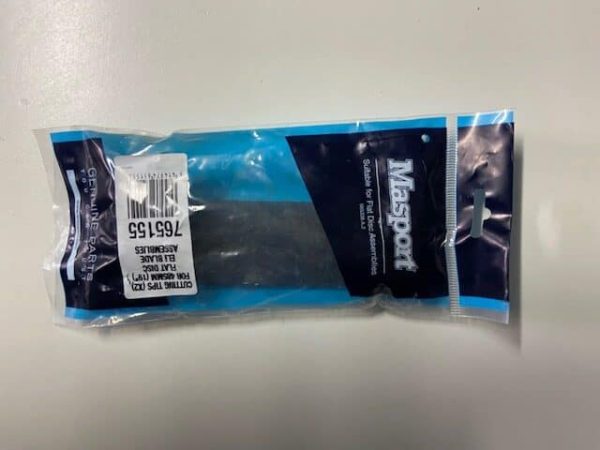 Masport
Suitable for Flat Disc Assemblies
GENUINE PARTS
765155
CUTTING TIPS (X2)
FOR 485MM (19")
FLAT DISC
ELI BLADE
ASSEMBLIES